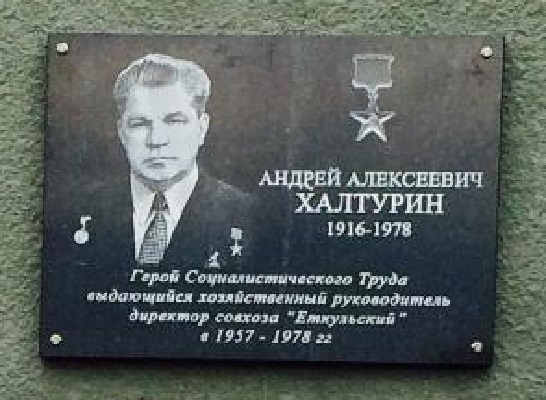 АНДРЕЙ АЛЕКСЕЕВИЧ
ХАЛТУРИН
1916-1978
Герой Социалистического Труда
выдающийся хозяйственный руководитель
директор совхоза "Еткульский"
в 1957 - 1978 гг